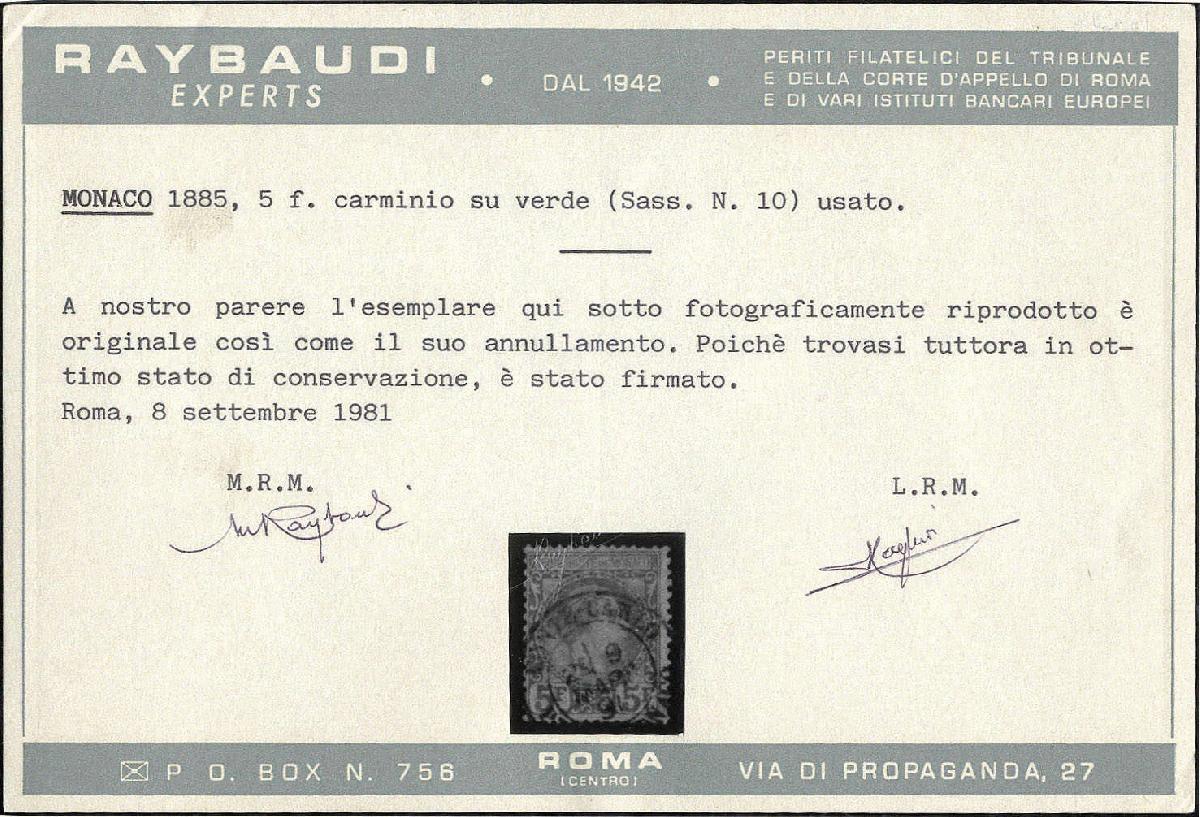 RAYBAUDI
EXPERTS
• DAL 1942 •
PERITI FILATELICI DEL TRIBUNALE
E DELLA CORTE D'APPELLO DI ROMA
E DI VARI ISTITUTI BANCARI EUROPEI
MONACO 1885, 5 f. carminio su verde (Sass. N. 10) usato.
A nostro parere l'esemplare qui sotto fotograficamente riprodotto è
originale così come il suo annullamento. Poichè trovasi tuttora in ot-
timo stato di conservazione, è stato firmato.
Roma, 8 settembre 1981
M.R.M.
L.R.M.
5F 5F
P O. BOX N. 756
ROMA
(CENTRO)
VIA DI PROPAGANDA, 27